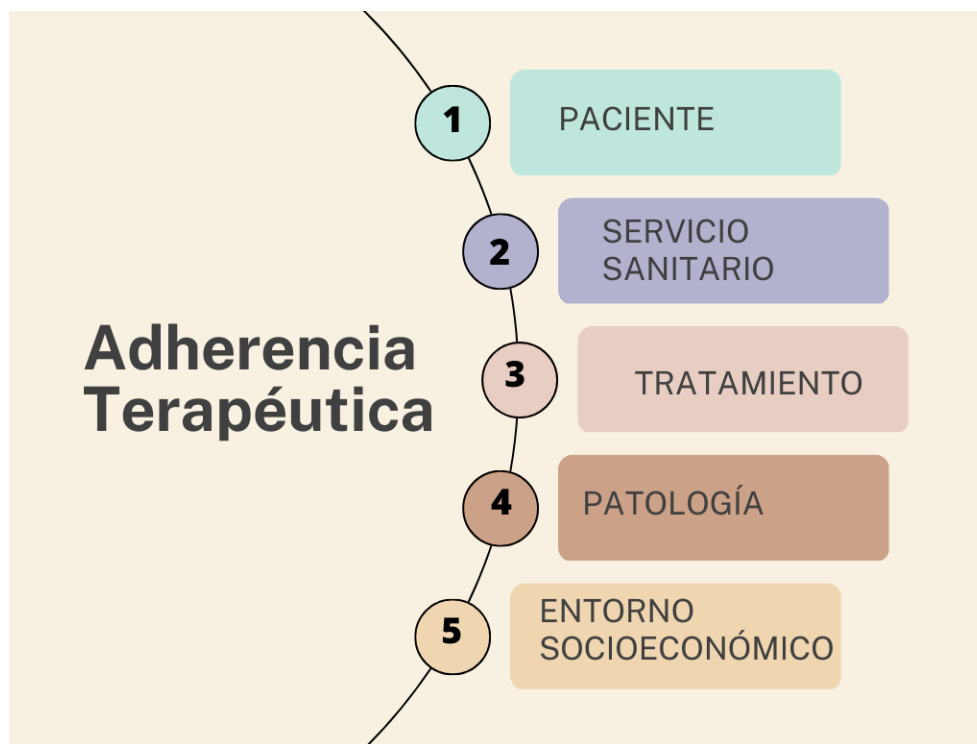 Adherencia
Terapéutica
1
PACIENTE
2
SERVICIO
SANITARIO
3
TRATAMIENTO
4
PATOLOGÍA
5
ENTORNO
SOCIOECONÓMICO